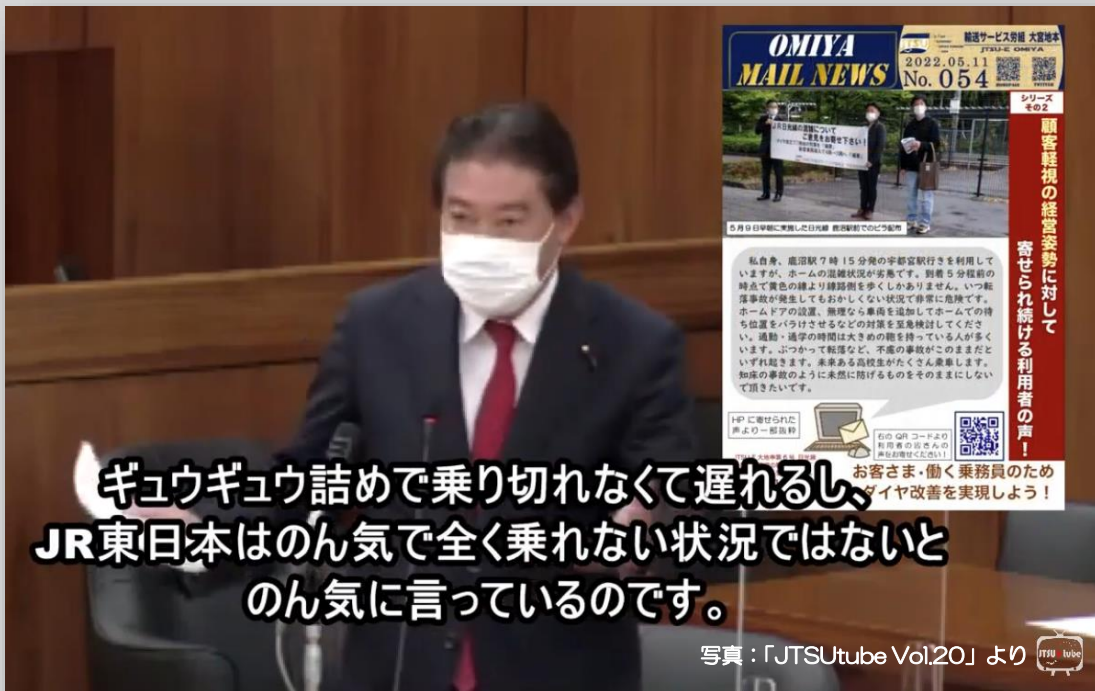 OMIYA
MAIL NEWS
輸送サービス労組 大宮地本
JTSU-E OMIYA
2022.05.11
No. 054
シリーズ
その2
顧客軽視の経営姿勢に対して
寄せられ続ける利用者の声！
JR日光線の混雑について
ご意見をお寄せ下さい！
5月9日早朝に実施した日光線 鹿沼駅前でのビラ配布
私自身、鹿沼駅7時15分発の宇都宮駅行きを利用して
いますが、ホームの混雑状況が劣悪です。到着5分程前の
時点で黄色の線より線路側を歩くしかありません。いつ転
落事故が発生してもおかしくない状況で非常に危険です。
ホームドアの設置、無理なら車両を追加してホームでの待
ち位置をバラけさせるなどの対策を至急検討してくださ
い。通勤・通学の時間は大きめの鞄を持っている人が多く
います。ぶつかって転落など、不慮の事故がこのままだと
いずれ起きます。未来ある高校生がたくさん乗車します。
知床の事故のように未然に防げるものをそのままにしない
で頂きたいです。
HPに寄せられた
声より一部抜粋
右のQRコードより
利用者の皆さんの
声をお寄せください！
お客さま・働く乗務員のため
ダイヤ改善を実現しよう！
ギュウギュウ詰めで乗り切れなくて遅れるし、
JR東日本はのん気で全く乗れない状況ではないと
のん気に言っているのです。
写真：「JTSUtube Vol.20」より
JTSUtube